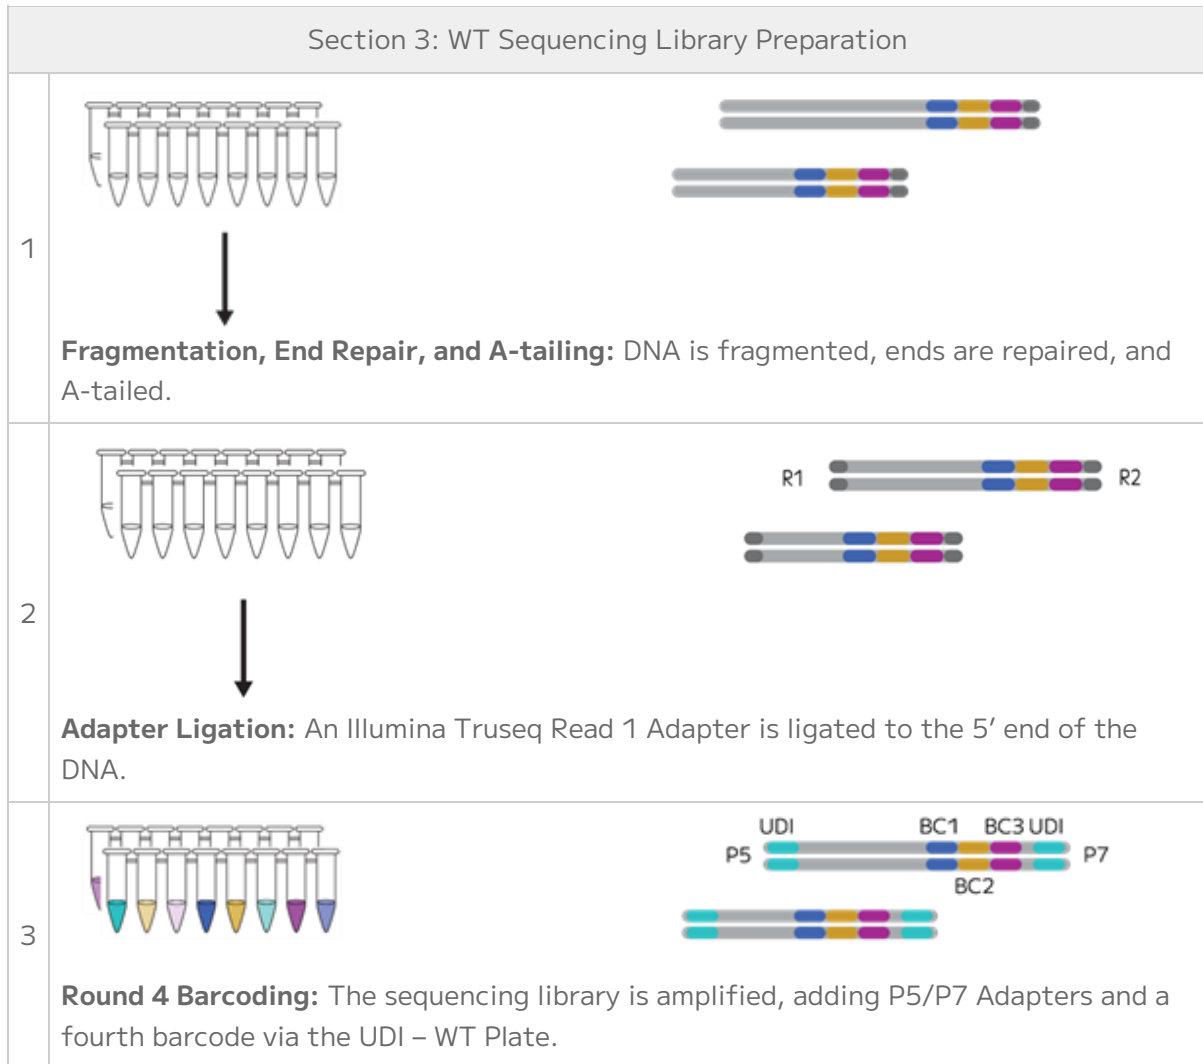 Section 3: WT Sequencing Library Preparation
1
Fragmentation, End Repair, and A-tailing: DNA is fragmented, ends are repaired, and
A-tailed.
R1
R2
2
Adapter Ligation: An Illumina Truseq Read 1 Adapter is ligated to the 5′ end of the
DNA.
UDI
BC1
BC3
UDI
P5
P7
BC2
3
Round 4 Barcoding: The sequencing library is amplified, adding P5/P7 Adapters and a
fourth barcode via the UDI – WT Plate.